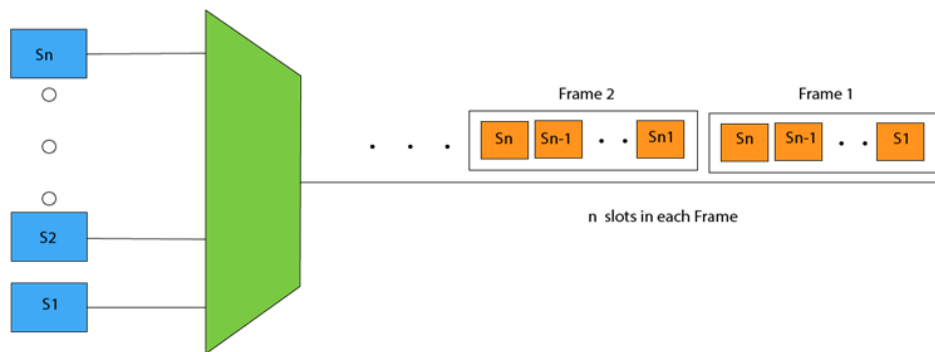 Sn
Frame 2
Frame 1
Sn Sn-1 . . Sn1
Sn Sn-1 . . S1
. . .
n slots in each Frame
S2
S1